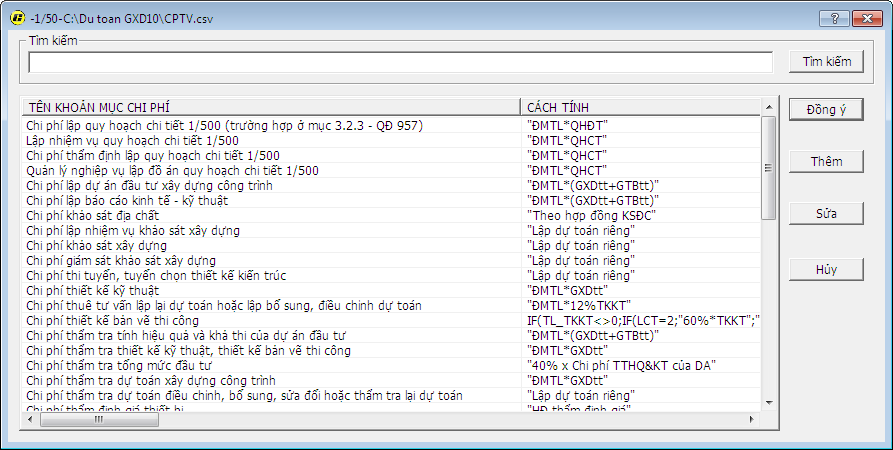 -1/50-C:\Du toan GXD10\CPTV.csv
Tìm kiếm
Tìm kiếm
TÊN KHOẢN MỤC CHI PHÍ CÁCH TÍNH
Đồng ý
Chi phí lập quy hoạch chi tiết 1/500 (trường hợp ở mục 3.2.3 - QĐ 957) "ĐMTL*QHĐT"
Lập nhiệm vụ quy hoạch chi tiết 1/500 "ĐMTL*QHCT"
Chi phí thẩm định lập quy hoạch chi tiết 1/500 "ĐMTL*QHCT"
Thêm
Quản lý nghiệp vụ lập đồ án quy hoạch chi tiết 1/500 "ĐMTL*QHCT"
Chi phí lập dự án đầu tư xây dựng công trình "ĐMTL*(GXDtt+GTBtt)"
Chi phí lập báo cáo kinh tế - kỹ thuật "ĐMTL*(GXDtt+GTBtt)"
Chi phí khảo sát địa chất "Theo hợp đồng KSĐC"
Sửa
Chi phí lập nhiệm vụ khảo sát xây dựng "Lập dự toán riêng"
Chi phí khảo sát xây dựng "Lập dự toán riêng"
Chi phí giám sát khảo sát xây dựng "Lập dự toán riêng"
Chi phí thi tuyển, tuyển chọn thiết kế kiến trúc "Lập dự toán riêng"
Hủy
Chi phí thiết kế kỹ thuật "ĐMTL*GXDtt"
Chi phí thuê tư vấn lập lại dự toán hoặc lập bổ sung, điều chỉnh dự toán "ĐMTL*12%TKKT"
Chi phí thiết kế bản vẽ thi công IF(TL_TKKT<>0;IF(LCT=2;"60%*TKKT";"
Chi phí thẩm tra tính hiệu quả và khả thi của dự án đầu tư "ĐMTL*(GXDtt+GTBtt)"
Chi phí thẩm tra thiết kế kỹ thuật, thiết kế bản vẽ thi công "ĐMTL*GXDtt"
Chi phí thẩm tra tổng mức đầu tư "40% x Chi phí TTHQ&KT của DA"
Chi phí thẩm tra dự toán xây dựng công trình "ĐMTL*GXDtt"
Chi phí thẩm tra dự toán điều chỉnh, bổ sung, sửa đổi hoặc thẩm tra lại dự toán "Lập dự toán riêng"
Chi phí thẩm định giá thiết bị "HĐ thẩm định giá"